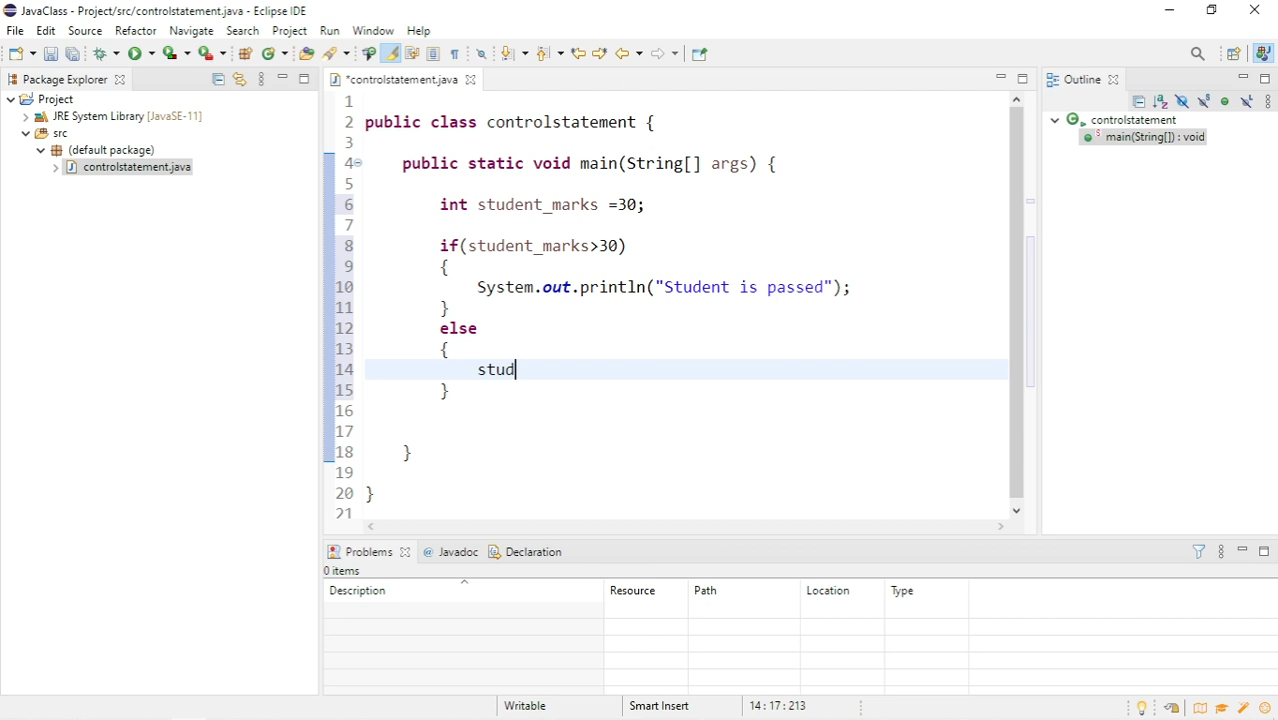 JavaClass - Project/src/controlstatement.java - Eclipse IDE
File Edit Source Refactor Navigate Search Project Run Window Help
Package Explorer
Project
JRE System Library [JavaSE-11]
src
(default package)
controlstatement.java
*controlstatement.java
1
2 public class controlstatement {
3
4 public static void main(String[] args) {
5
6 int student_marks =30;
7
8 if(student_marks>30)
9 {
10 System.out.println("Student is passed");
11 }
12 else
13 {
14 stud
15 }
16
17
18 }
19
20 }
21
Outline
controlstatement
main(String[]) : void
Problems @ Javadoc Declaration
0 items
Description Resource Path Location Type
Writable Smart Insert 14 : 17 : 213